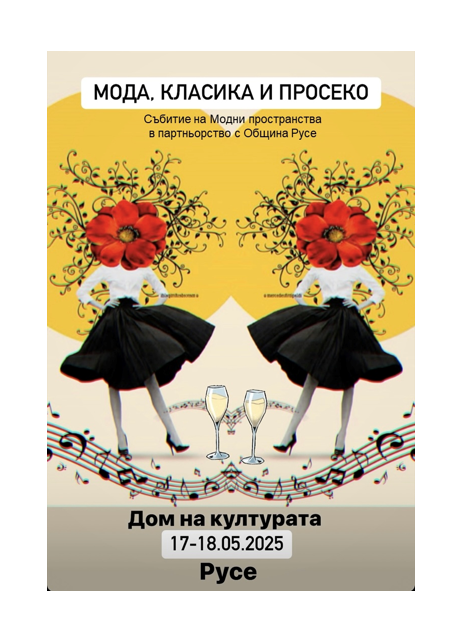 МОДА, КЛАСИКА И ПРОСЕКО
Събитие на Модни пространства
в партньорство с Община Русе
Дом на културата
17-18.05.2025
Русе